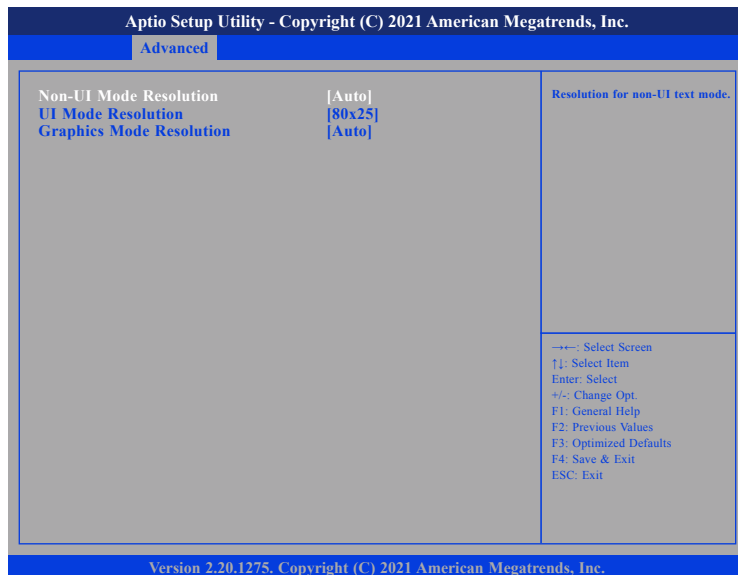 Aptio Setup Utility - Copyright (C) 2021 American Megatrends, Inc.
Advanced
Non-UI Mode Resolution [Auto]
UI Mode Resolution [80x25]
Graphics Mode Resolution [Auto]
Resolution for non-UI text mode.
→←: Select Screen
↑↓: Select Item
Enter: Select
+/-: Change Opt.
F1: General Help
F2: Previous Values
F3: Optimized Defaults
F4: Save & Exit
ESC: Exit
Version 2.20.1275. Copyright (C) 2021 American Megatrends, Inc.